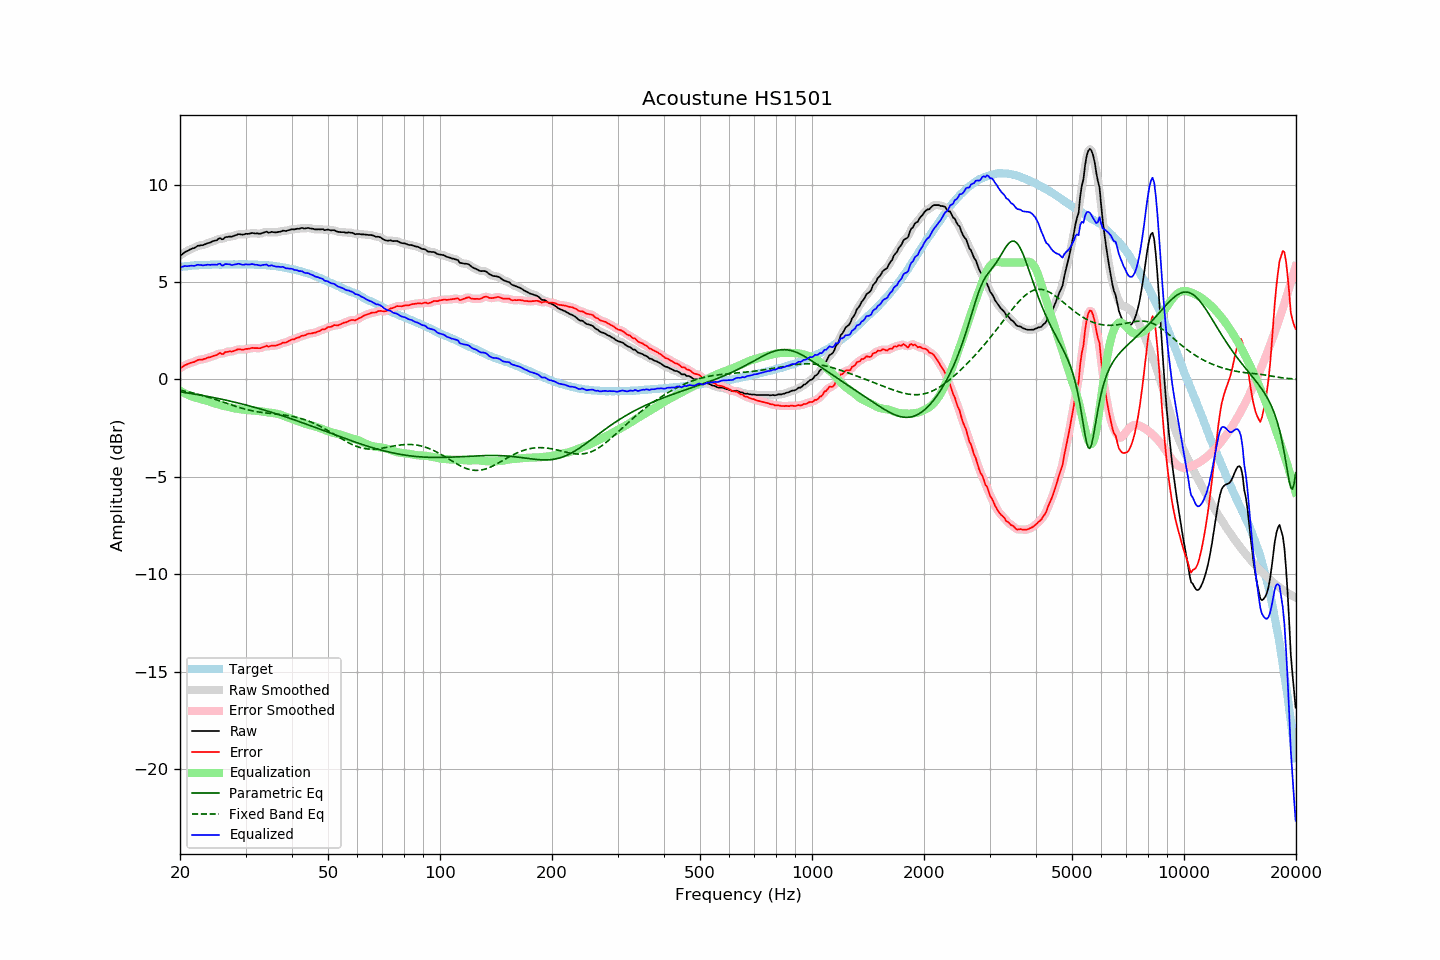 Acoustune HS1501
Amplitude (dBr)
10
5
0
−5
−10
−15
−20
Target
Raw Smoothed
Error Smoothed
Raw
Error
Equalization
Parametric Eq
Fixed Band Eq
Equalized
20 50 100 200 500 1000 2000 5000 10000 20000
Frequency (Hz)